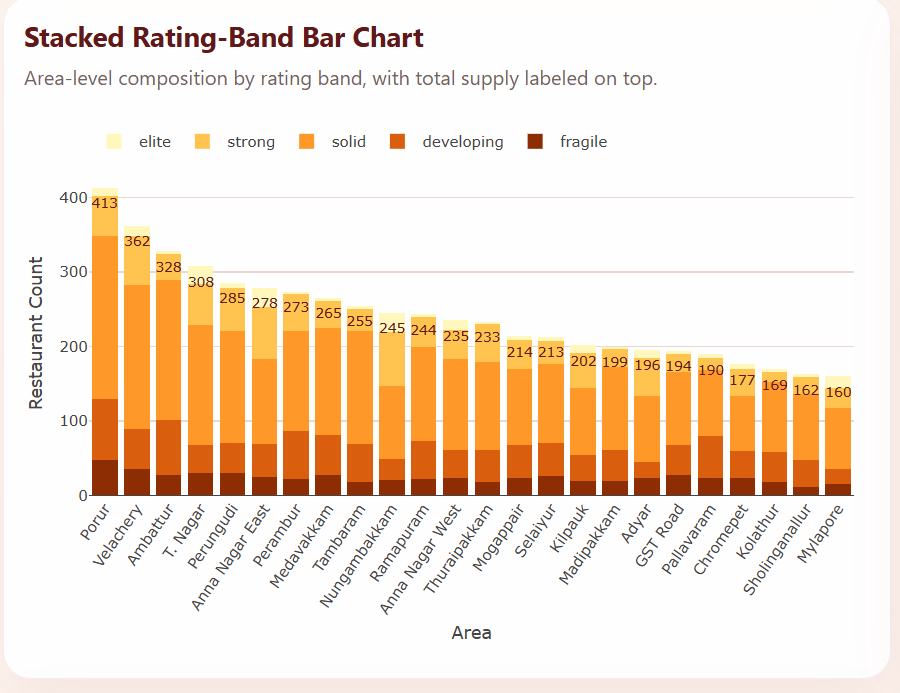 Stacked Rating-Band Bar Chart
Area-level composition by rating band, with total supply labeled on top.
elite strong solid developing fragile
400
300
200
100
0
Restaurant Count
413 362 328 308 285 278 273 265 255 245 244 235 233 214 213 202 199 196 194 190 177 169 162 160
Porur
Velachery
Ambattur
T. Nagar
Perungudi
Anna Nagar East
Perambur
Medavakkam
Tambaram
Nungambakkam
Ramapuram
Anna Nagar West
Thuraipakkam
Mogappair
Selaiyur
Kilpauk
Madipakkam
Adyar
GST Road
Pallavaram
Chromepet
Kolathur
Sholinganallur
Mylapore
Area